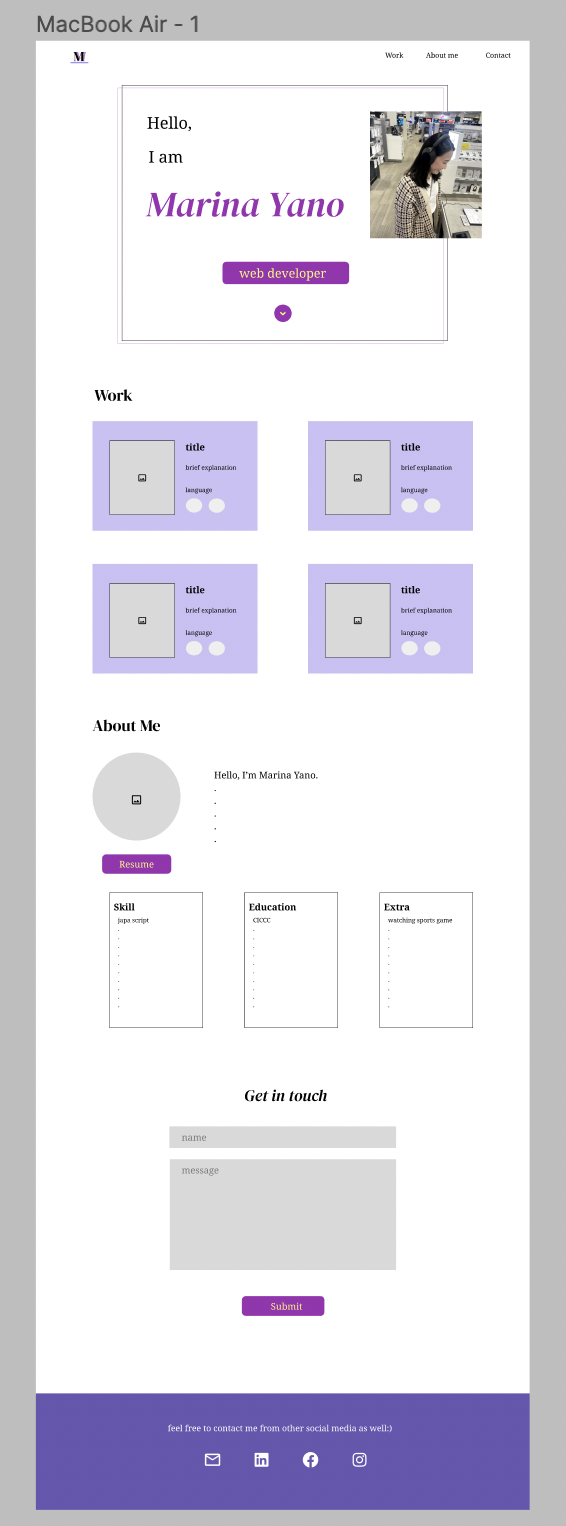 MacBook Air - 1
M
Work About me Contact
Hello,
I am
Marina Yano
web developer
Work
title
brief explanation
language
title
brief explanation
language
title
brief explanation
language
title
brief explanation
language
About Me
Hello, I'm Marina Yano.
.
.
.
.
.
Resume
Skill
japa script
.
.
.
.
.
.
.
.
.
.
Education
CICCC
.
.
.
.
.
.
.
.
.
.
Extra
watching sports game
.
.
.
.
.
.
.
.
.
.
Get in touch
name
message
Submit
feel free to contact me from other social media as well:)